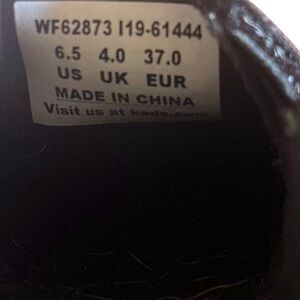 WF62873 I19-61444
6.5 4.0 37.0
US UK EUR
MADE IN CHINA
Visit us at keds.com